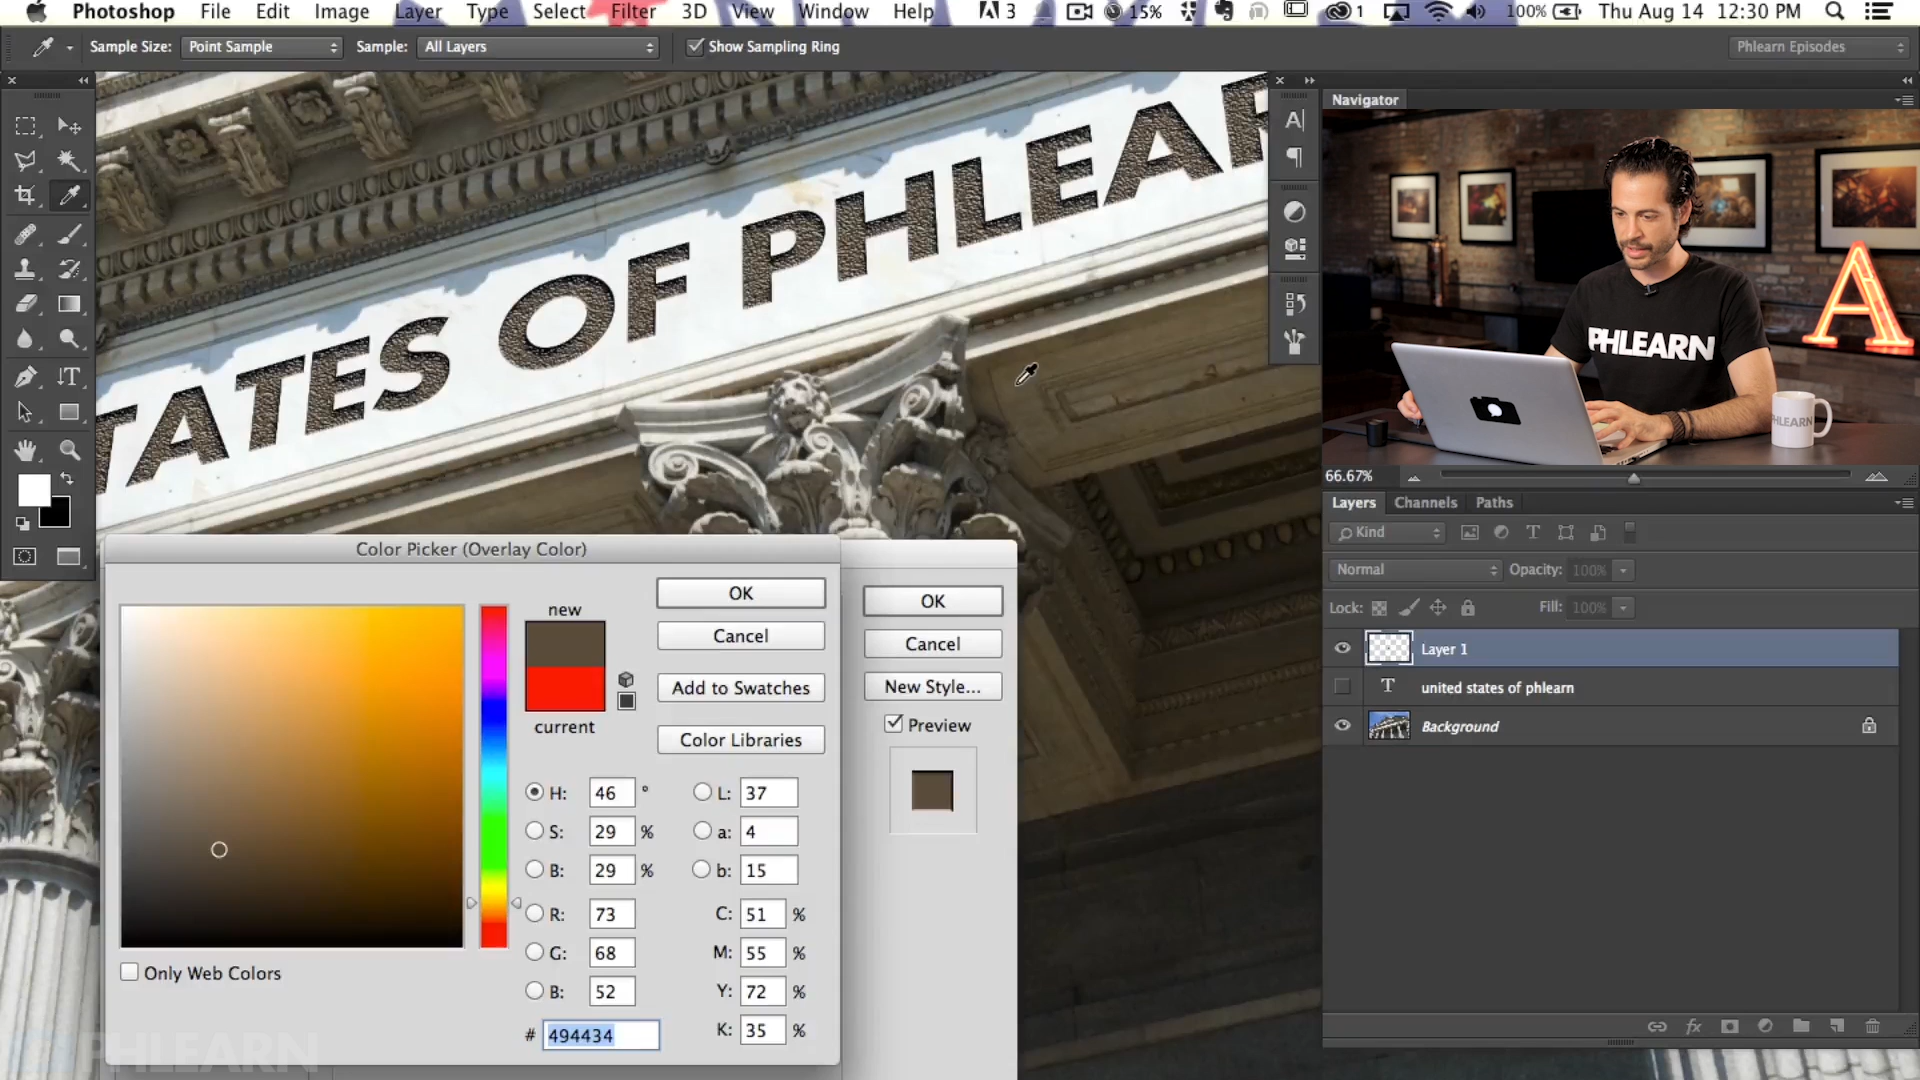 Photoshop File Edit Image Layer Type Select Filter 3D View Window Help 3 15% 1 100% Thu Aug 14 12:30 PM
Sample Size: Point Sample Sample: All Layers Show Sampling Ring Phlearn Episodes
TATES OF PHLEAR
Navigator
PHLEARN
PHLEARN
A
66.67%
Layers Channels Paths
Kind
Normal Opacity: 100%
Lock: Fill: 100%
Layer 1
T united states of phlearn
Background
Color Picker (Overlay Color)
new
current
OK
Cancel
Add to Swatches
Color Libraries
H: 46 °
S: 29 %
B: 29 %
R: 73
G: 68
B: 52
# 494434
L: 37
a: 4
b: 15
C: 51 %
M: 55 %
Y: 72 %
K: 35 %
Only Web Colors
OK
Cancel
New Style...
Preview
PHLEARN